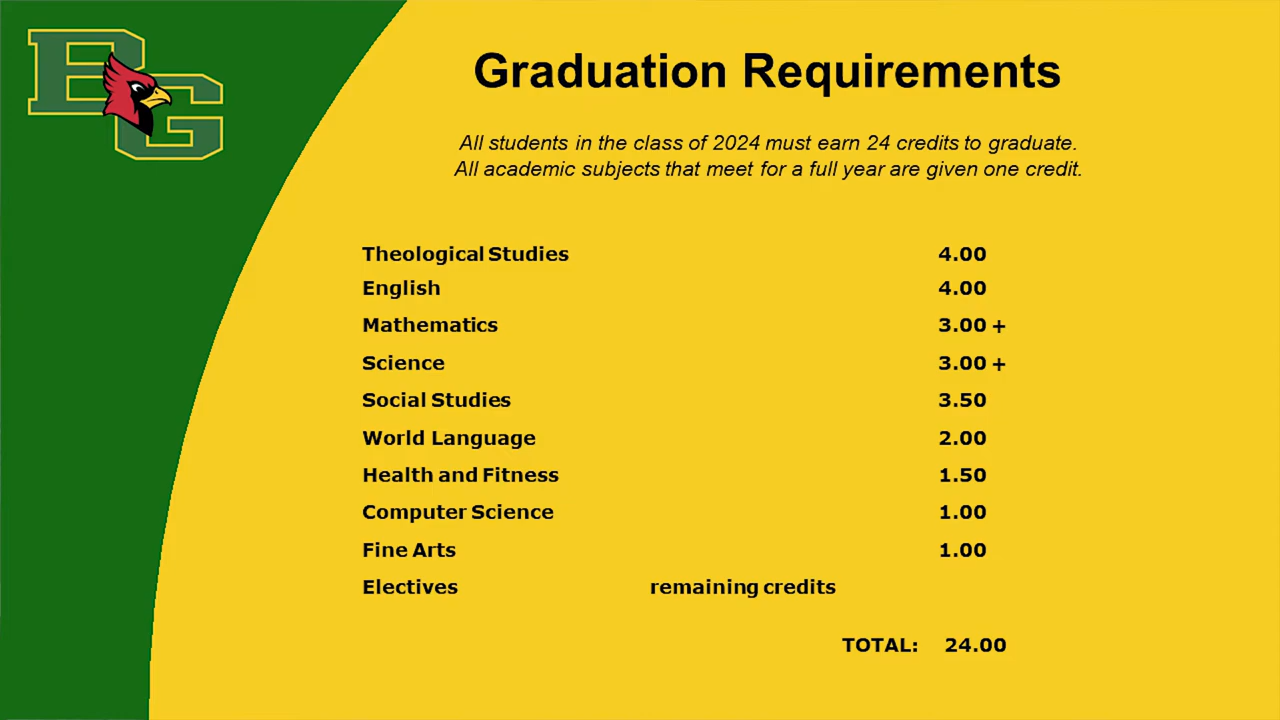 BG
Graduation Requirements
All students in the class of 2024 must earn 24 credits to graduate.
All academic subjects that meet for a full year are given one credit.
Theological Studies 4.00
English 4.00
Mathematics 3.00 +
Science 3.00 +
Social Studies 3.50
World Language 2.00
Health and Fitness 1.50
Computer Science 1.00
Fine Arts 1.00
Electives remaining credits
TOTAL: 24.00